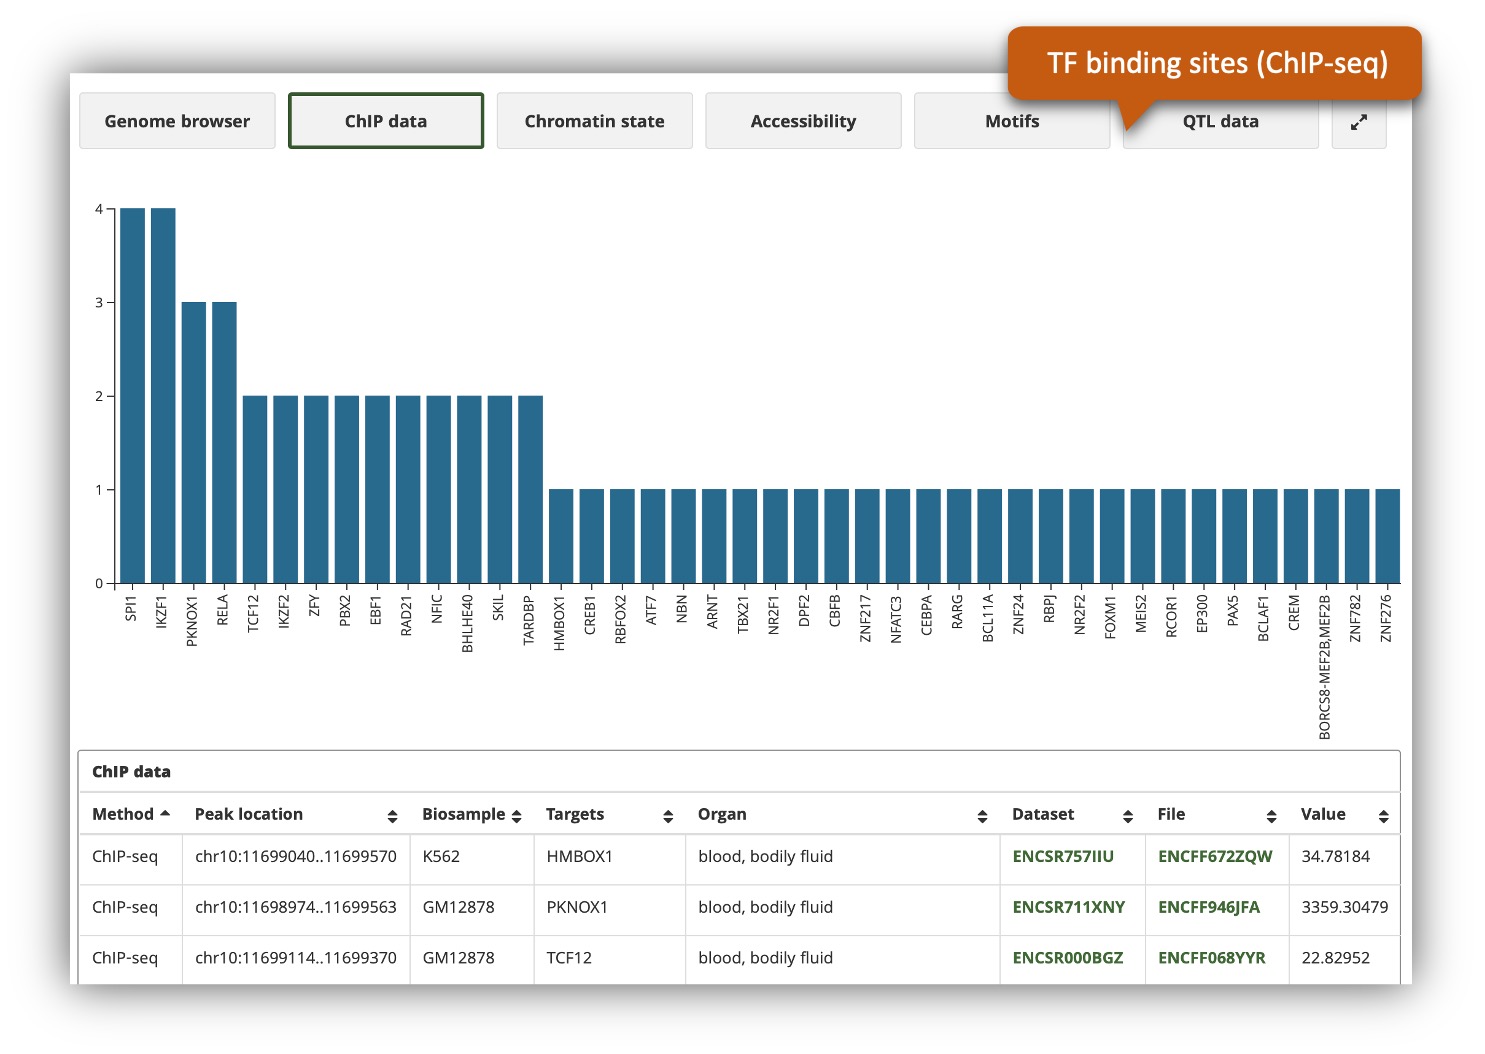 TF binding sites (ChIP-seq)
Genome browser
ChIP data
Chromatin state
Accessibility
Motifs
QTL data
4
3
2
1
0
SPI1
IKZF1
PKNOX1
RELA
TCF12
IKZF2
ZFY
PBX2
EBF1
RAD21
NFIC
BHLHE40
SKIL
TARDBP
HMBOX1
CREB1
RBFOX2
ATF7
NBN
ARNT
TBX21
NR2F1
DPF2
CBFB
ZNF217
NFATC3
CEBPA
RARG
BCL11A
ZNF24
RBPJ
NR2F2
FOXM1
MEIS2
RCOR1
EP300
PAX5
BCLAF1
CREM
BORCS8-MEF2B,MEF2B
ZNF782
ZNF276
ChIP data
Method Peak location Biosample Targets Organ Dataset File Value
ChIP-seq chr10:11699040..11699570 K562 HMBOX1 blood, bodily fluid ENCSR757IIU ENCFF672ZQW 34.78184
ChIP-seq chr10:11698974..11699563 GM12878 PKNOX1 blood, bodily fluid ENCSR711XNY ENCFF946JFA 3359.30479
ChIP-seq chr10:11699114..11699370 GM12878 TCF12 blood, bodily fluid ENCSR000BGZ ENCFF068YYR 22.82952